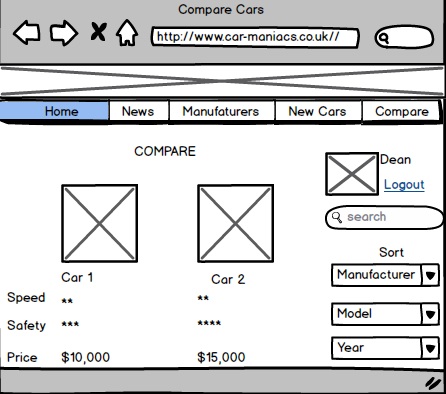 Compare Cars
http://www.car-maniacs.co.uk//
Home News Manufaturers New Cars Compare
COMPARE
Dean
Logout
search
Sort
Car 1 Car 2
Manufacturer
Speed ** **
Model
Safety *** ****
Year
Price $10,000 $15,000